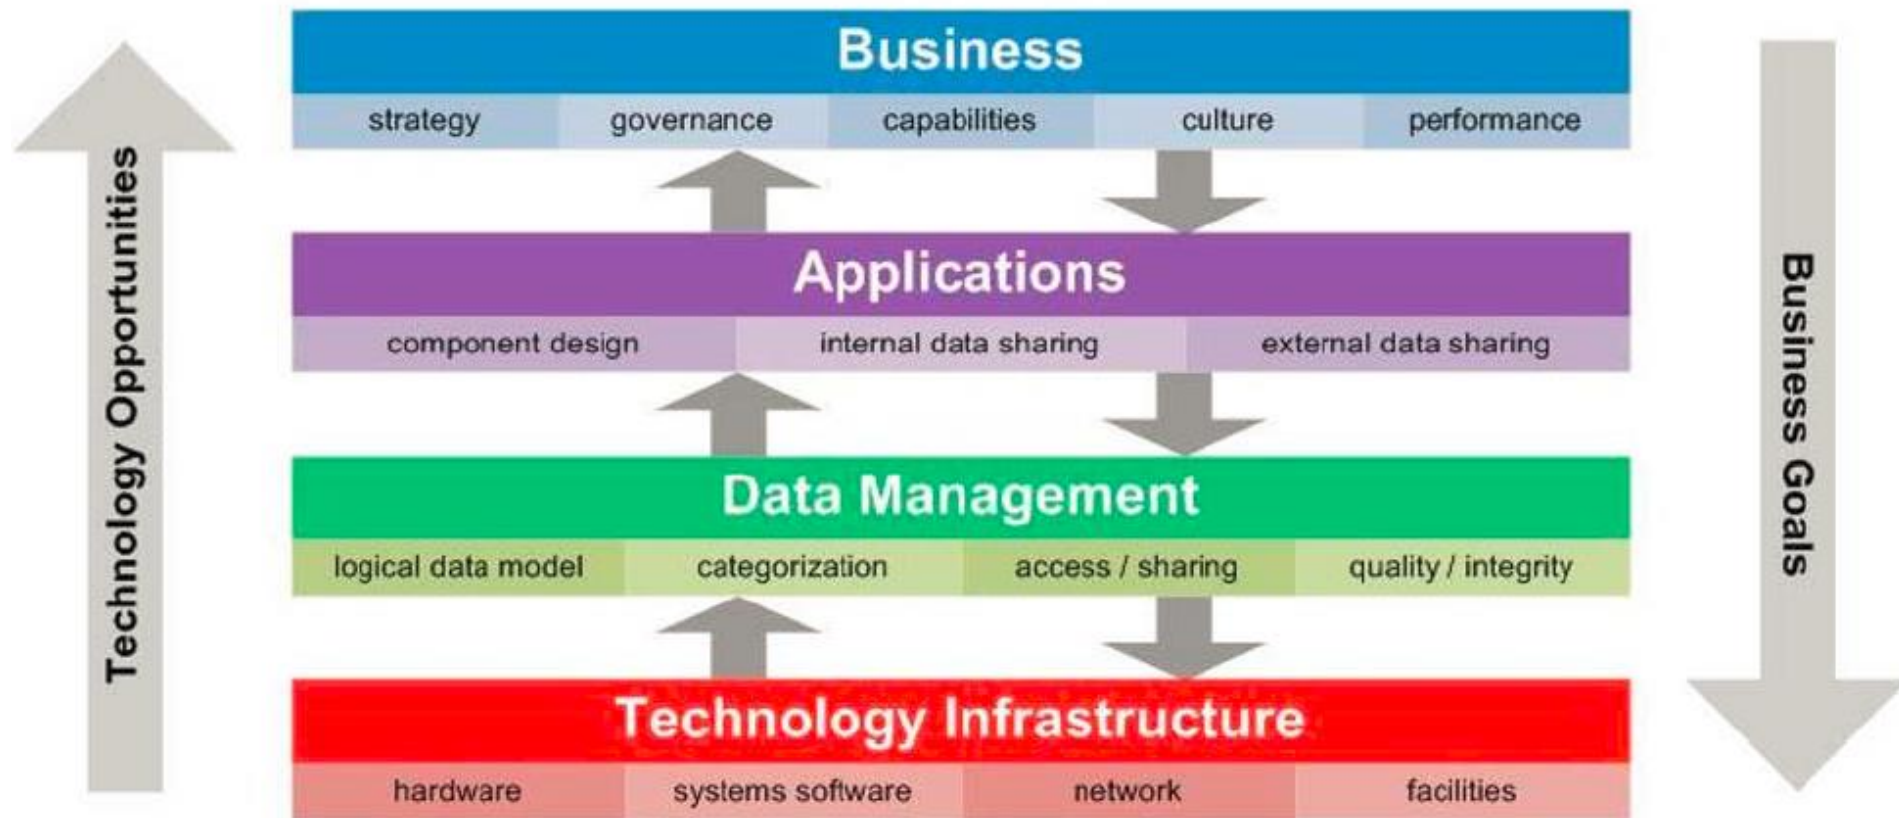 Business
strategy governance capabilities culture performance
Applications
component design internal data sharing external data sharing
Data Management
logical data model categorization access / sharing quality / integrity
Technology Infrastructure
hardware systems software network facilities
Technology Opportunities
Business Goals